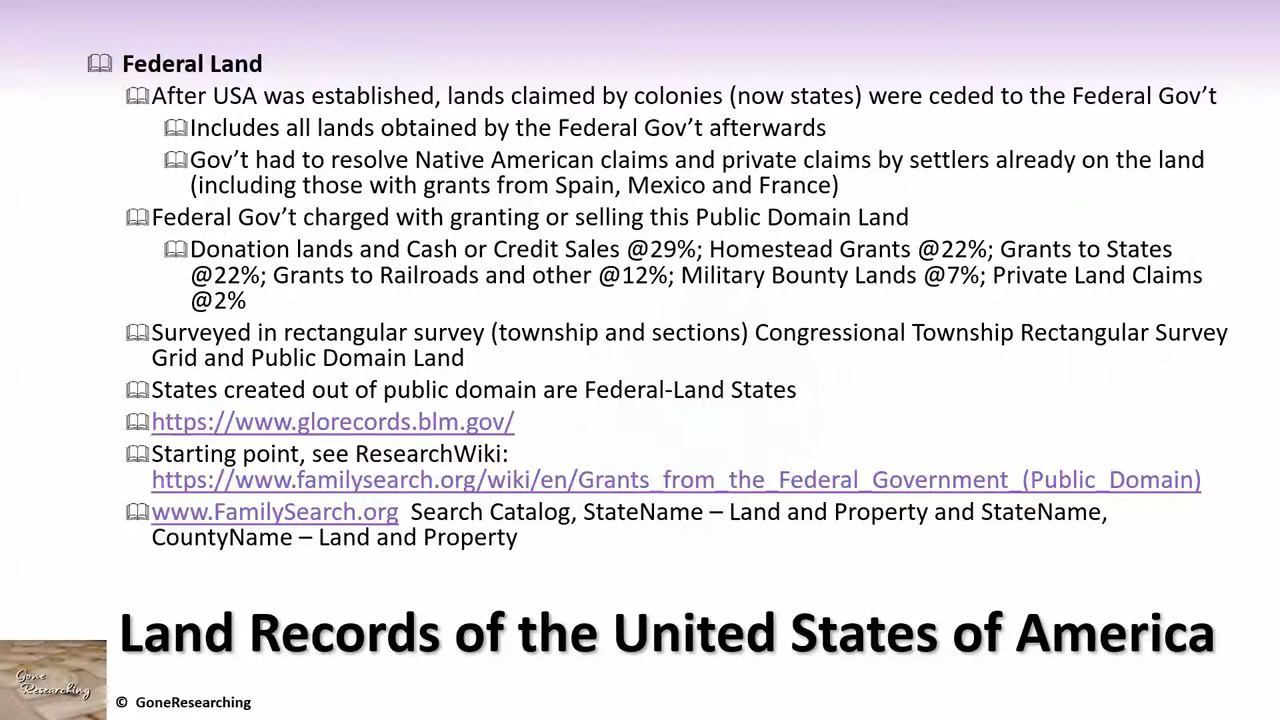 Federal Land
After USA was established, lands claimed by colonies (now states) were ceded to the Federal Gov't
Includes all lands obtained by the Federal Gov't afterwards
Gov't had to resolve Native American claims and private claims by settlers already on the land
(including those with grants from Spain, Mexico and France)
Federal Gov't charged with granting or selling this Public Domain Land
Donation lands and Cash or Credit Sales @29%; Homestead Grants @22%; Grants to States
@22%; Grants to Railroads and other @12%; Military Bounty Lands @7%; Private Land Claims
@2%
Surveyed in rectangular survey (township and sections) Congressional Township Rectangular Survey
Grid and Public Domain Land
States created out of public domain are Federal-Land States
https://www.glorecords.blm.gov/
Starting point, see ResearchWiki:
https://www.familysearch.org/wiki/en/Grants_from_the_Federal_Government_(Public_Domain)
www.FamilySearch.org Search Catalog, StateName – Land and Property and StateName,
CountyName – Land and Property
Land Records of the United States of America
Gone
Researching
© GoneResearching